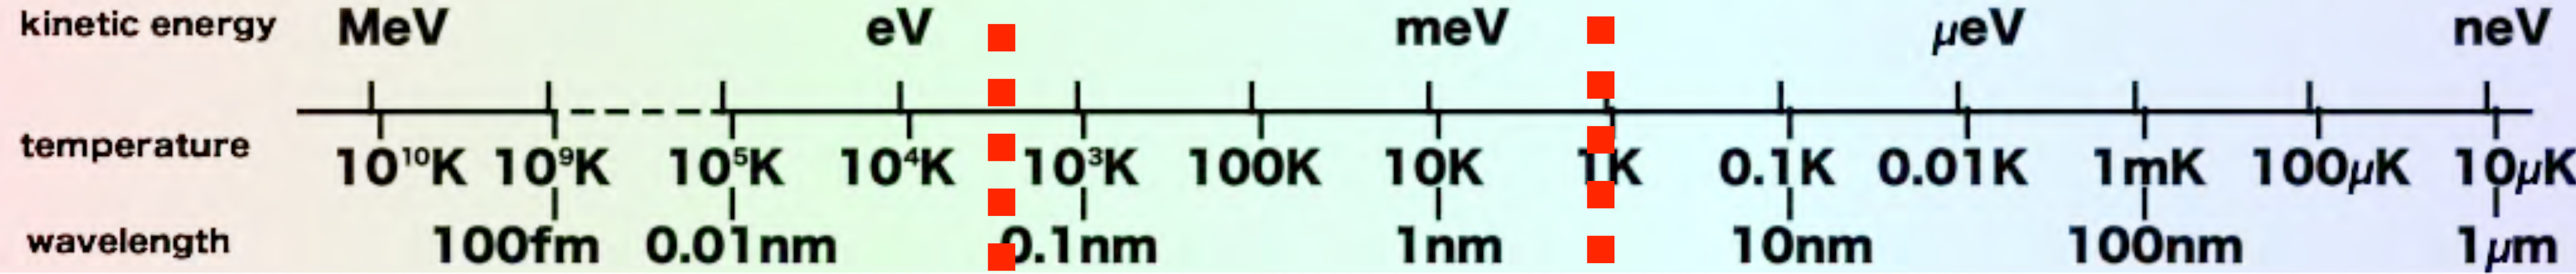 kinetic energy MeV eV meV μeV neV
temperature 10¹⁰K 10⁹K 10⁵K 10⁴K 10³K 100K 10K 1K 0.1K 0.01K 1mK 100μK 10μK
wavelength 100fm 0.01nm 0.1nm 1nm 10nm 100nm 1μm